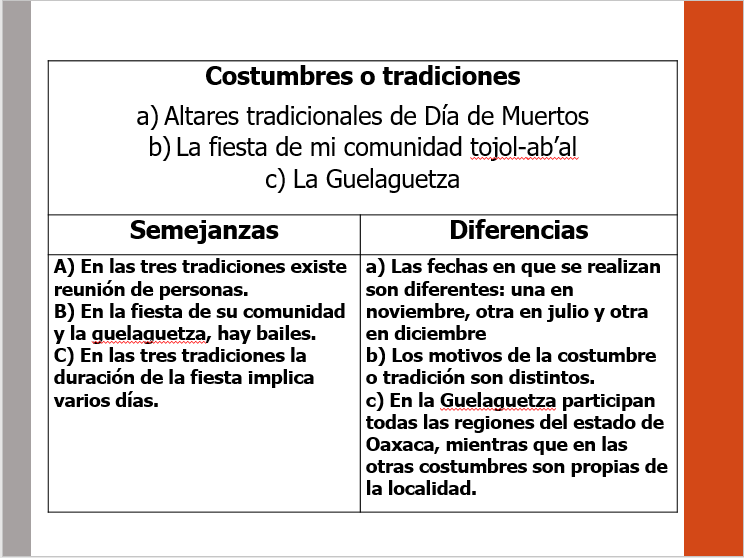 Costumbres o tradiciones
a) Altares tradicionales de Día de Muertos
b) La fiesta de mi comunidad tojol-ab’al
c) La Guelaguetza
Semejanzas
Diferencias
A) En las tres tradiciones existe
reunión de personas.
B) En la fiesta de su comunidad
y la guelaguetza, hay bailes.
C) En las tres tradiciones la
duración de la fiesta implica
varios días.
a) Las fechas en que se realizan
son diferentes: una en
noviembre, otra en julio y otra
en diciembre
b) Los motivos de la costumbre
o tradición son distintos.
c) En la Guelaguetza participan
todas las regiones del estado de
Oaxaca, mientras que en las
otras costumbres son propias de
la localidad.